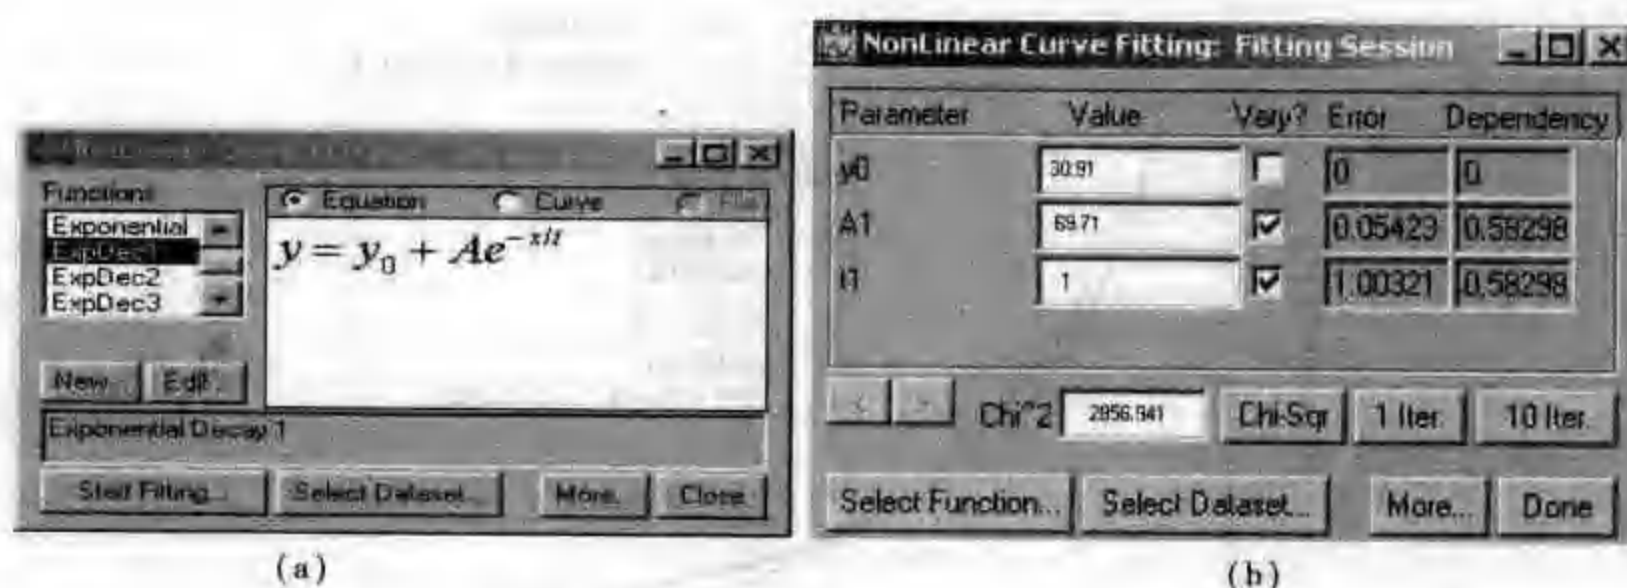 Functions
Exponential
ExpDec1
ExpDec2
ExpDec3
New...
Edit...
Equation
Curve
File
y = y₀ + Ae^{-x/t}
Exponential Decay 1
Start Fitting...
Select Dataset...
More...
Close
(a)
NonLinear Curve Fitting: Fitting Session
Parameter Value Vary? Error Dependency
y0 30.91 0 0
A1 69.71 0.05423 0.58298
t1 1 1.00321 0.58298
< > Chi^2 2956.941 Chi-Sqr 1 Iter. 10 Iter.
Select Function... Select Dataset... More... Done
(b)